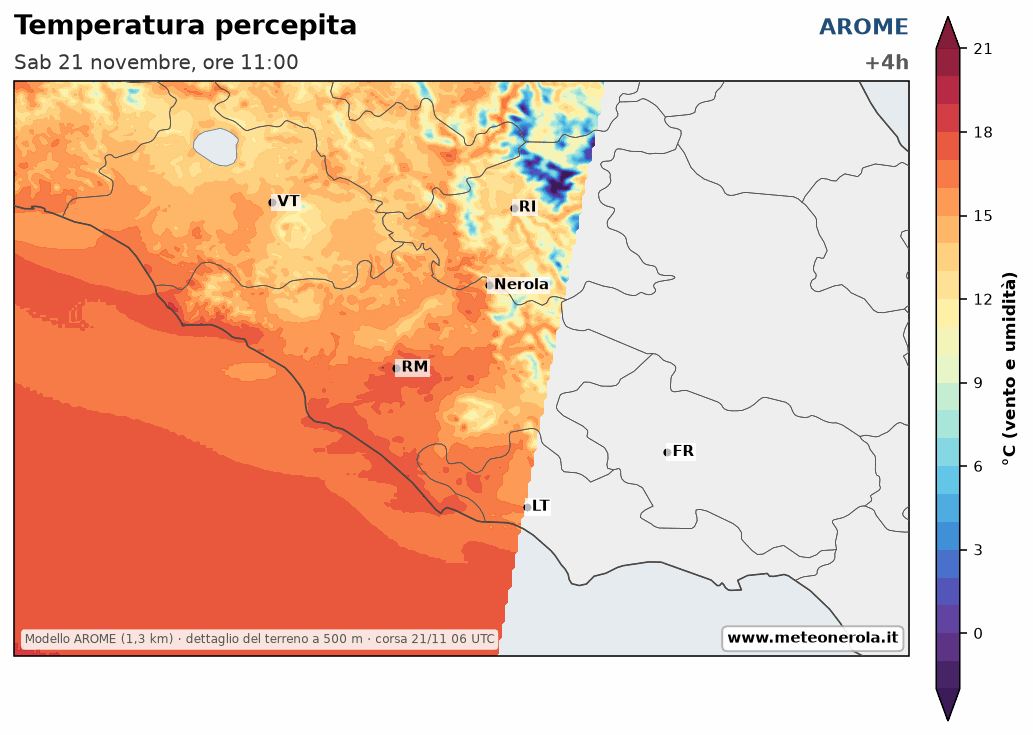 Temperatura percepita
AROME
Sab 21 novembre, ore 11:00
+4h
21
18
15
12
9
6
3
0
°C (vento e umidità)
VT
RI
Nerola
RM
FR
LT
Modello AROME (1,3 km) · dettaglio del terreno a 500 m · corsa 21/11 06 UTC
www.meteonerola.it